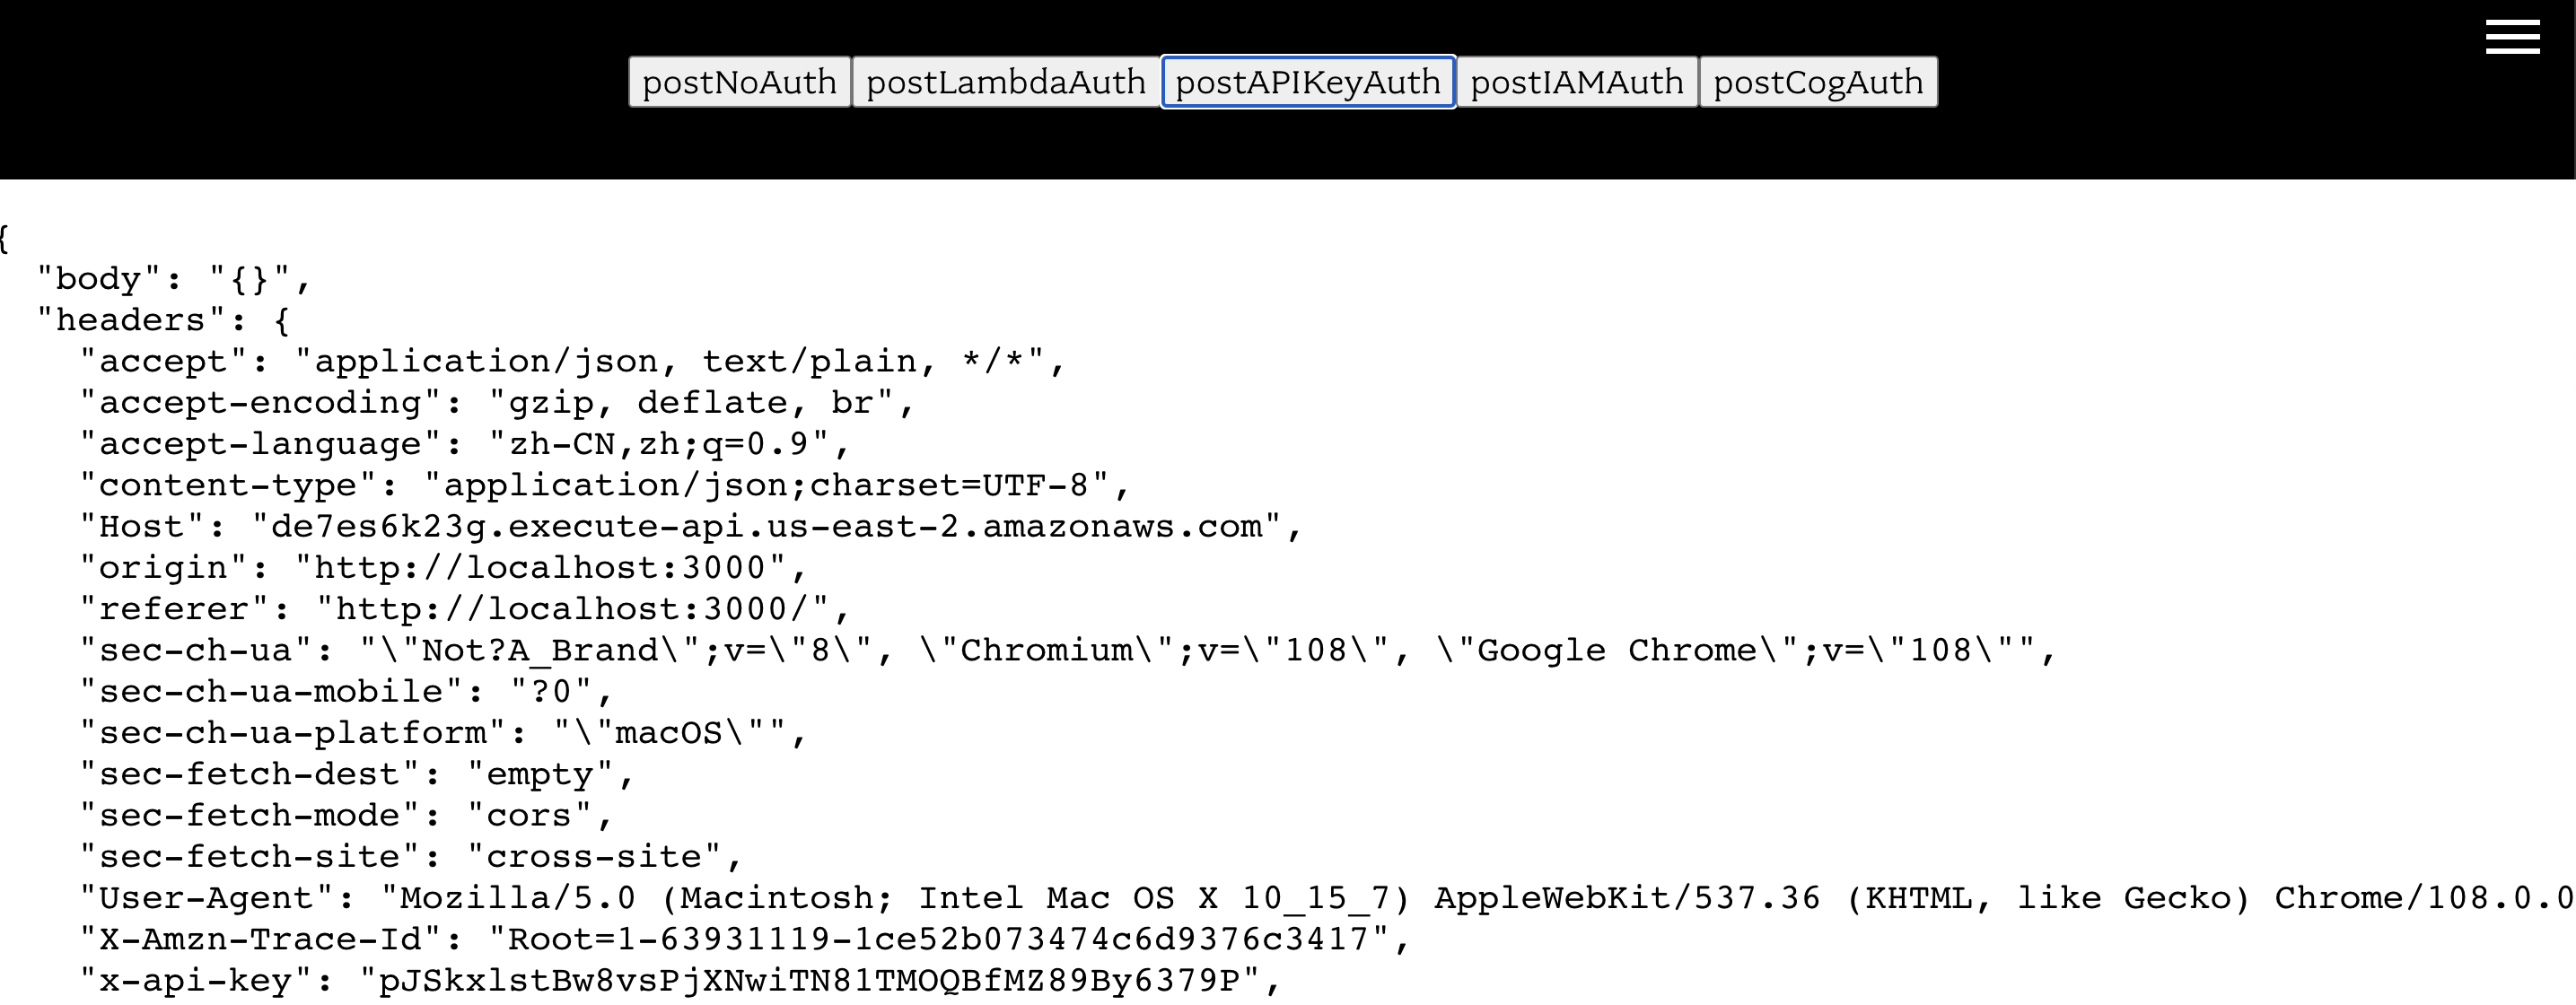 postNoAuth postLambdaAuth postAPIKeyAuth postIAMAuth postCogAuth
{
  "body": "{}",
  "headers": {
    "accept": "application/json, text/plain, */*",
    "accept-encoding": "gzip, deflate, br",
    "accept-language": "zh-CN,zh;q=0.9",
    "content-type": "application/json;charset=UTF-8",
    "Host": "de7es6k23g.execute-api.us-east-2.amazonaws.com",
    "origin": "http://localhost:3000",
    "referer": "http://localhost:3000/",
    "sec-ch-ua": "\"Not?A_Brand\";v=\"8\", \"Chromium\";v=\"108\", \"Google Chrome\";v=\"108\"",
    "sec-ch-ua-mobile": "?0",
    "sec-ch-ua-platform": "\"macOS\"",
    "sec-fetch-dest": "empty",
    "sec-fetch-mode": "cors",
    "sec-fetch-site": "cross-site",
    "User-Agent": "Mozilla/5.0 (Macintosh; Intel Mac OS X 10_15_7) AppleWebKit/537.36 (KHTML, like Gecko) Chrome/108.0.0
    "X-Amzn-Trace-Id": "Root=1-63931119-1ce52b073474c6d9376c3417",
    "x-api-key": "pJSkxlstBw8vsPjXNwiTN81TMOQBfMZ89By6379P",